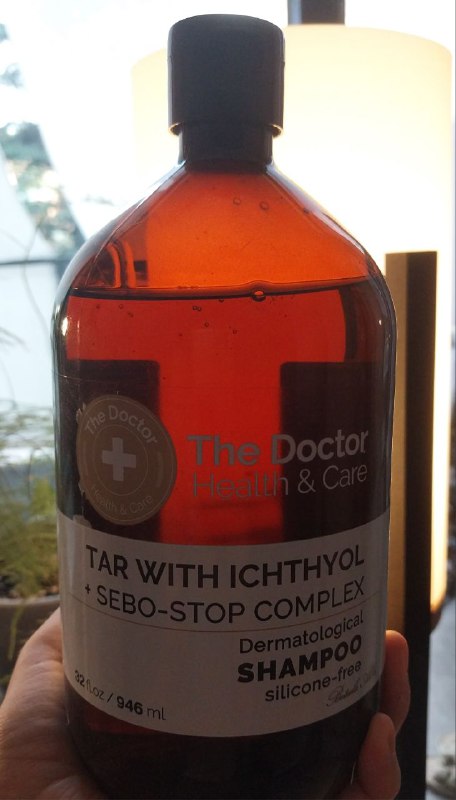 The Doctor
Health & Care
The Doctor
Health & Care
TAR WITH ICHTHYOL
+ SEBO-STOP COMPLEX
Dermatological
SHAMPOO
silicone-free
32 fl oz / 946 ml